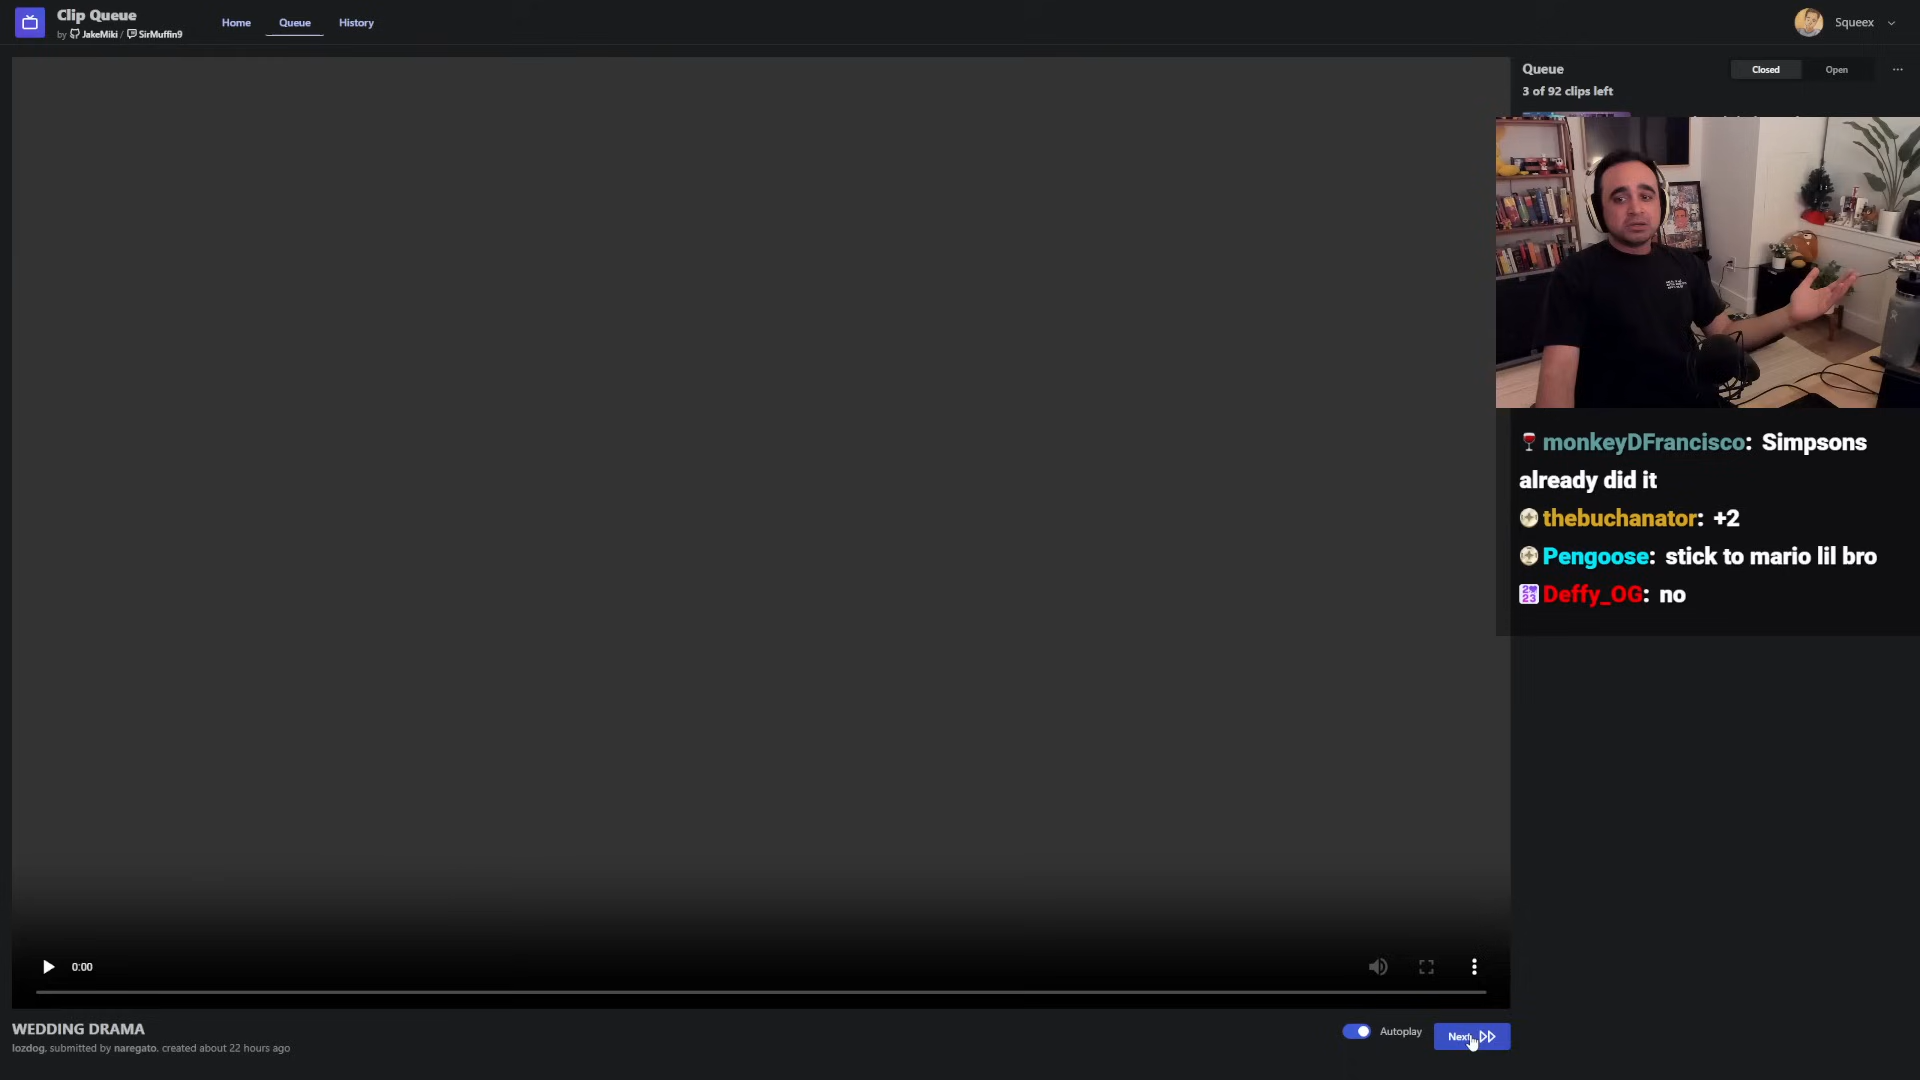 Clip Queue
by JakeMiki / SirMuffin9
Home
Queue
History
Squeex
Queue
Closed
Open
3 of 92 clips left
monkeyDFrancisco: Simpsons
already did it
thebuchanator: +2
Pengoose: stick to mario lil bro
2 23 Deffy_OG: no
0:00
WEDDING DRAMA
lozdog. submitted by naregato. created about 22 hours ago
Autoplay
Next